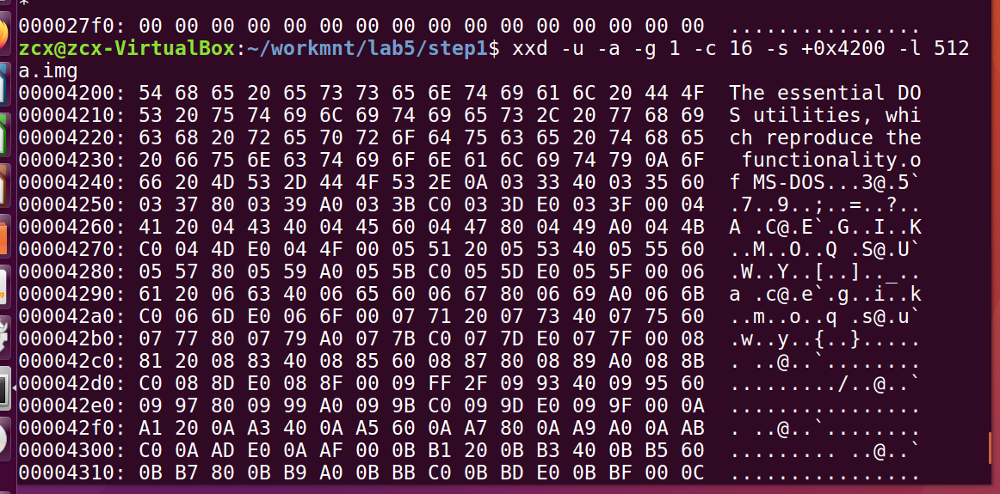 *
000027f0: 00 00 00 00 00 00 00 00 00 00 00 00 00 00 00 00  ................
zcx@zcx-VirtualBox:~/workmnt/lab5/step1$ xxd -u -a -g 1 -c 16 -s +0x4200 -l 512
a.img
00004200: 54 68 65 20 65 73 73 65 6E 74 69 61 6C 20 44 4F  The essential DO
00004210: 53 20 75 74 69 6C 69 74 69 65 73 2C 20 77 68 69  S utilities, whi
00004220: 63 68 20 72 65 70 72 6F 64 75 63 65 20 74 68 65  ch reproduce the
00004230: 20 66 75 6E 63 74 69 6F 6E 61 6C 69 74 79 0A 6F   functionality.o
00004240: 66 20 4D 53 2D 44 4F 53 2E 0A 03 33 40 03 35 60  f MS-DOS...3@.5`
00004250: 03 37 80 03 39 A0 03 3B C0 03 3D E0 03 3F 00 04  .7..9..;..=..?..
00004260: 41 20 04 43 40 04 45 60 04 47 80 04 49 A0 04 4B  A .C@.E`.G..I..K
00004270: C0 04 4D E0 04 4F 00 05 51 20 05 53 40 05 55 60  ..M..O..Q .S@.U`
00004280: 05 57 80 05 59 A0 05 5B C0 05 5D E0 05 5F 00 06  .W..Y..[..].._..
00004290: 61 20 06 63 40 06 65 60 06 67 80 06 69 A0 06 6B  a .c@.e`.g..i..k
000042a0: C0 06 6D E0 06 6F 00 07 71 20 07 73 40 07 75 60  ..m..o..q .s@.u`
000042b0: 07 77 80 07 79 A0 07 7B C0 07 7D E0 07 7F 00 08  .w..y..{..}.....
000042c0: 81 20 08 83 40 08 85 60 08 87 80 08 89 A0 08 8B  . ..@..`........
000042d0: C0 08 8D E0 08 8F 00 09 FF 2F 09 93 40 09 95 60  ........./..@..`
000042e0: 09 97 80 09 99 A0 09 9B C0 09 9D E0 09 9F 00 0A  ................
000042f0: A1 20 0A A3 40 0A A5 60 0A A7 80 0A A9 A0 0A AB  . ..@..`........
00004300: C0 0A AD E0 0A AF 00 0B B1 20 0B B3 40 0B B5 60  ......... ..@..`
00004310: 0B B7 80 0B B9 A0 0B BB C0 0B BD E0 0B BF 00 0C  ................